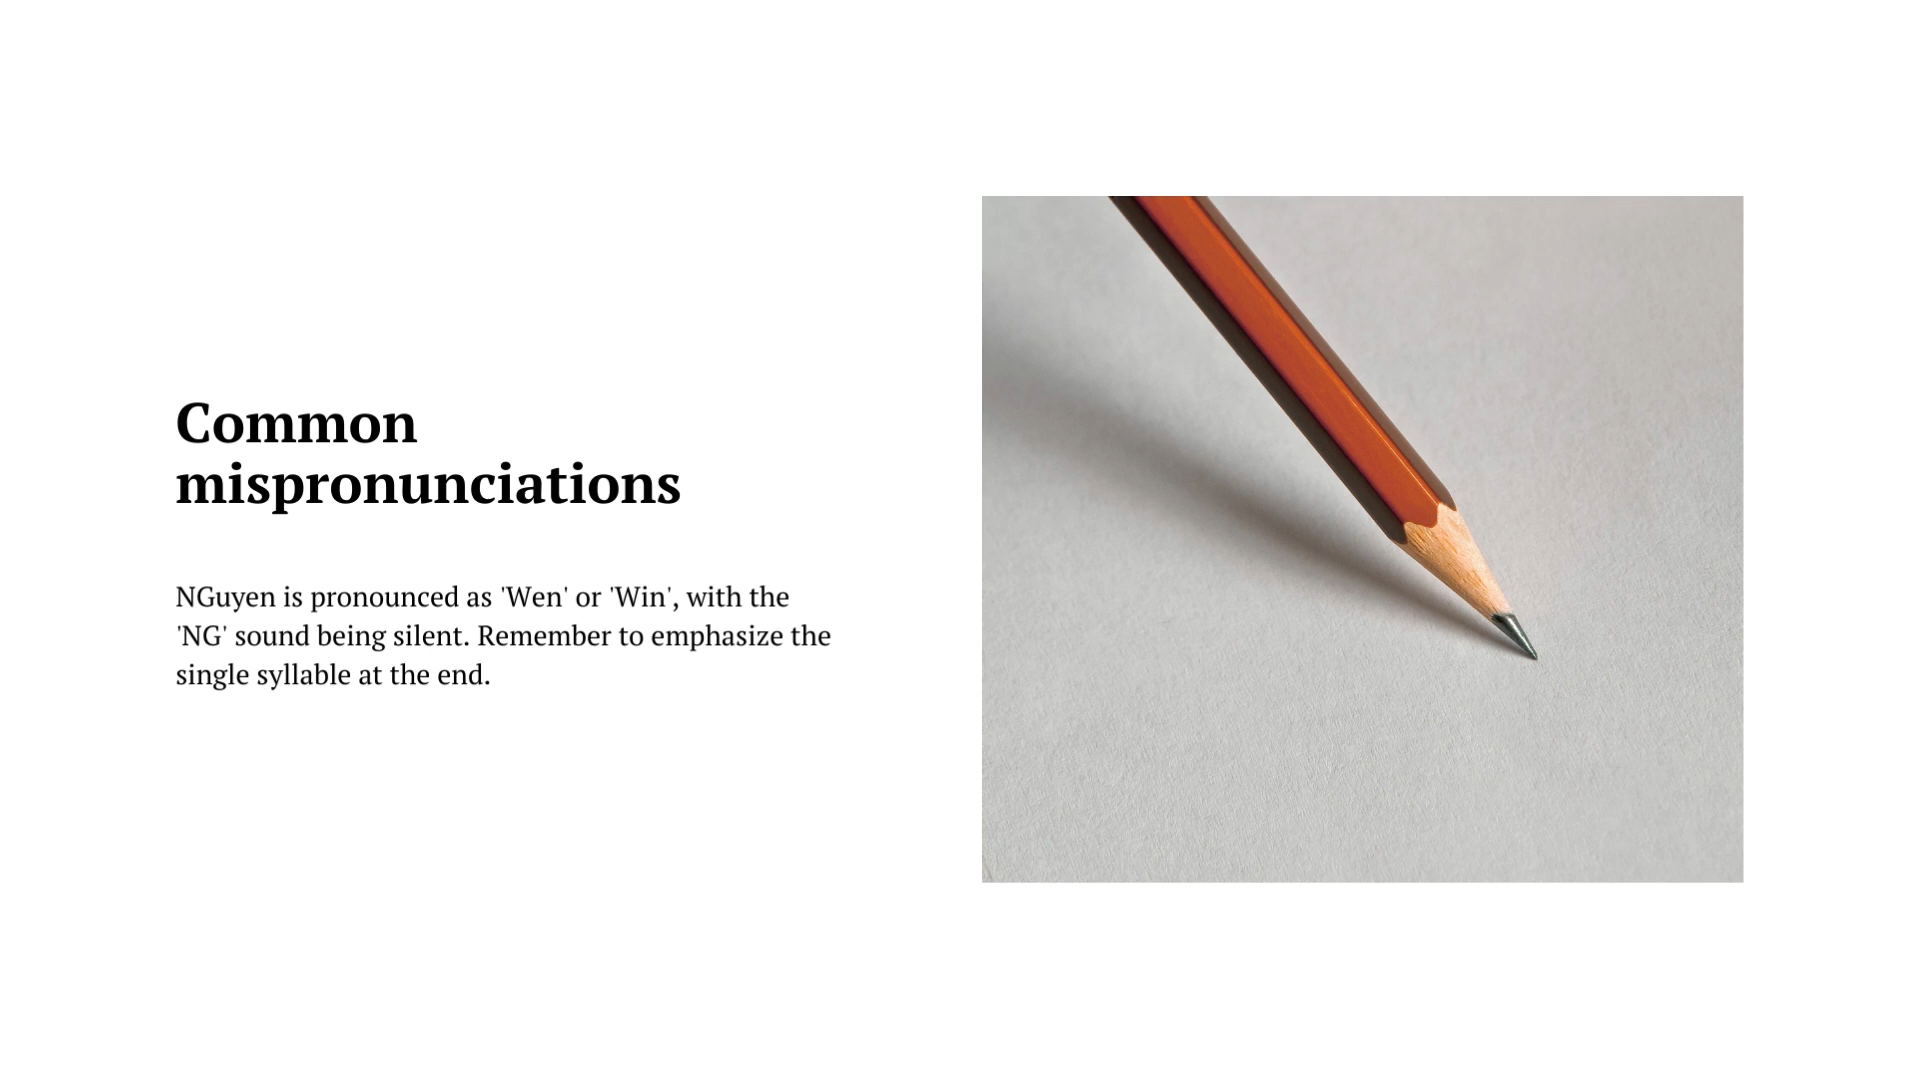 Common
mispronunciations
NGuyen is pronounced as 'Wen' or 'Win', with the
'NG' sound being silent. Remember to emphasize the
single syllable at the end.